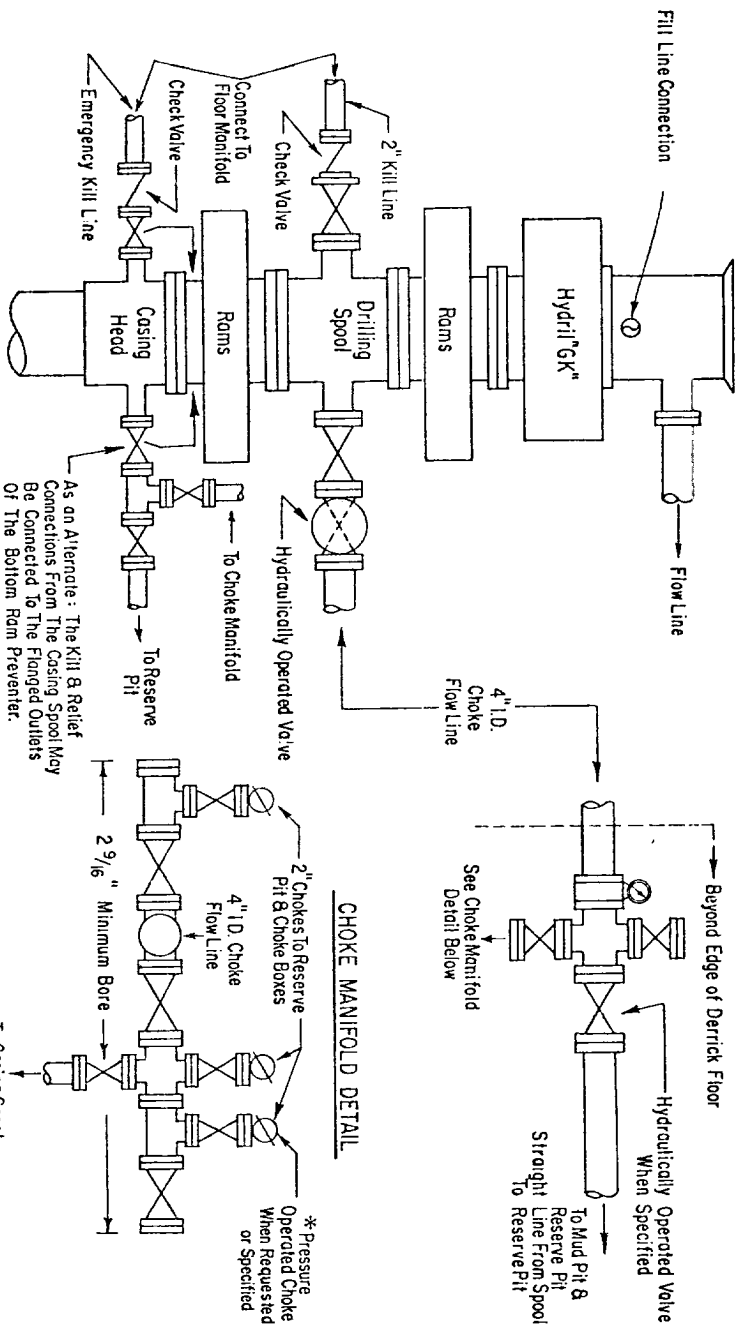 Fill Line Connection
Flow Line
Hydril "GK"
Rams
Drilling
Spool
Rams
Casing
Head
2" Kill Line
Check Valve
Connect To
Floor Manifold
Check Valve
Emergency Kill Line
Hydraulically Operated Valve
To Choke Manifold
To Reserve
Pit
As an Alternate: The Kill & Relief
Connections From The Casing Spool May
Be Connected To The Flanged Outlets
Of The Bottom Ram Preventer.
4" I.D.
Choke
Flow Line
Beyond Edge of Derrick Floor
Hydraulically Operated Valve
When Specified
See Choke Manifold
Detail Below
To Mud Pit &
Reserve Pit
Straight Line From Spool
To Reserve Pit
CHOKE MANIFOLD DETAIL
2" Chokes To Reserve
Pit & Choke Boxes
4" I.D. Choke
Flow Line
2 9/16" Minimum Bore
*Pressure
Operated Choke
When Requested
or Specified